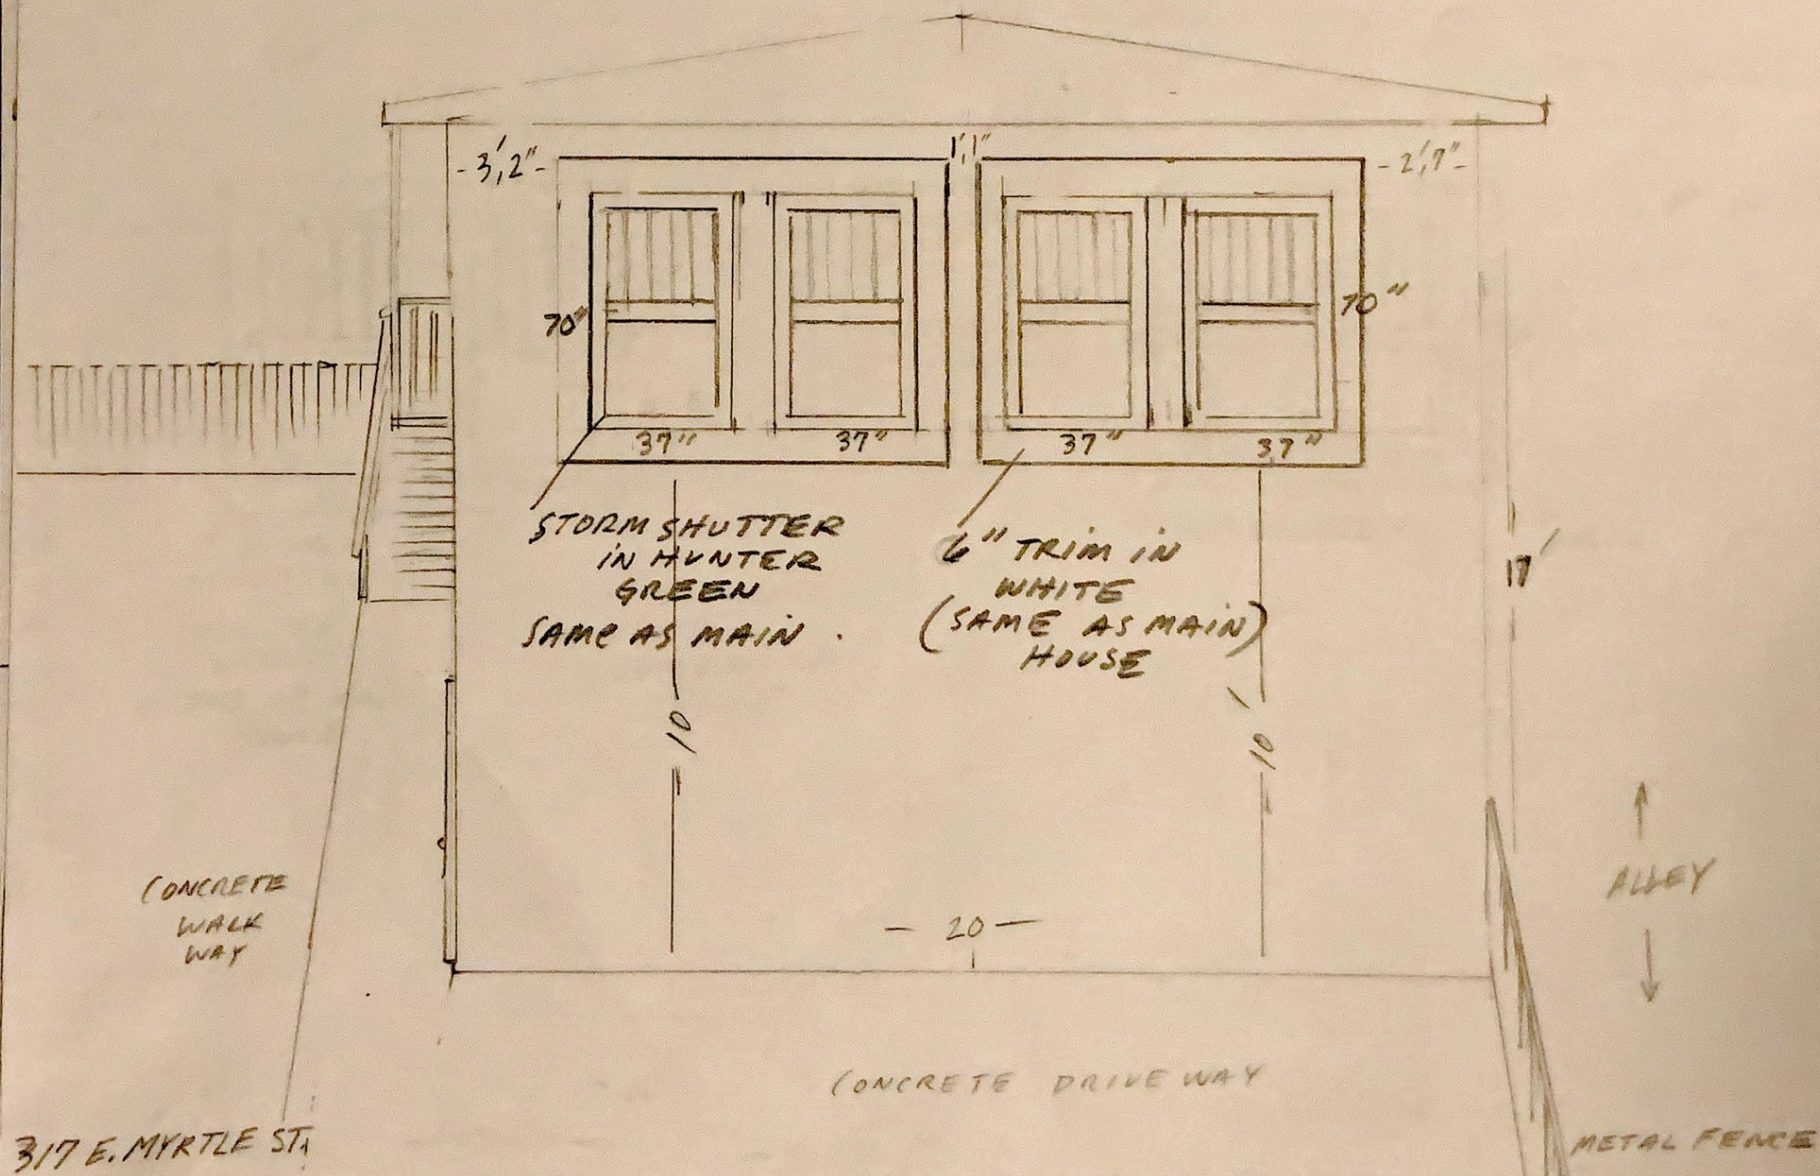 1',1"
- 3',2" -
- 2',7" -
70"
70"
37"
37"
37"
37"
STORM SHUTTER
IN HUNTER
GREEN
SAME AS MAIN .
6" TRIM IN
WHITE
(SAME AS MAIN)
HOUSE
17'
10
10'
— 20 —
ALLEY
CONCRETE
WALK
WAY
CONCRETE DRIVE WAY
317 E. MYRTLE ST.
METAL FENCE